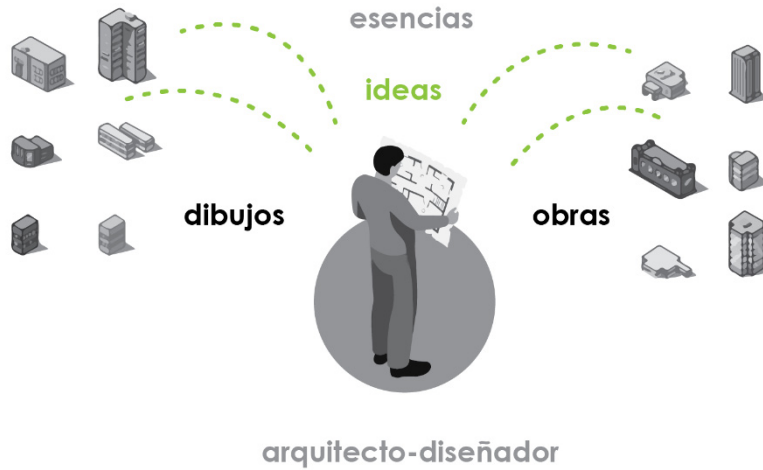 esencias
ideas
dibujos
obras
arquitecto-diseñador